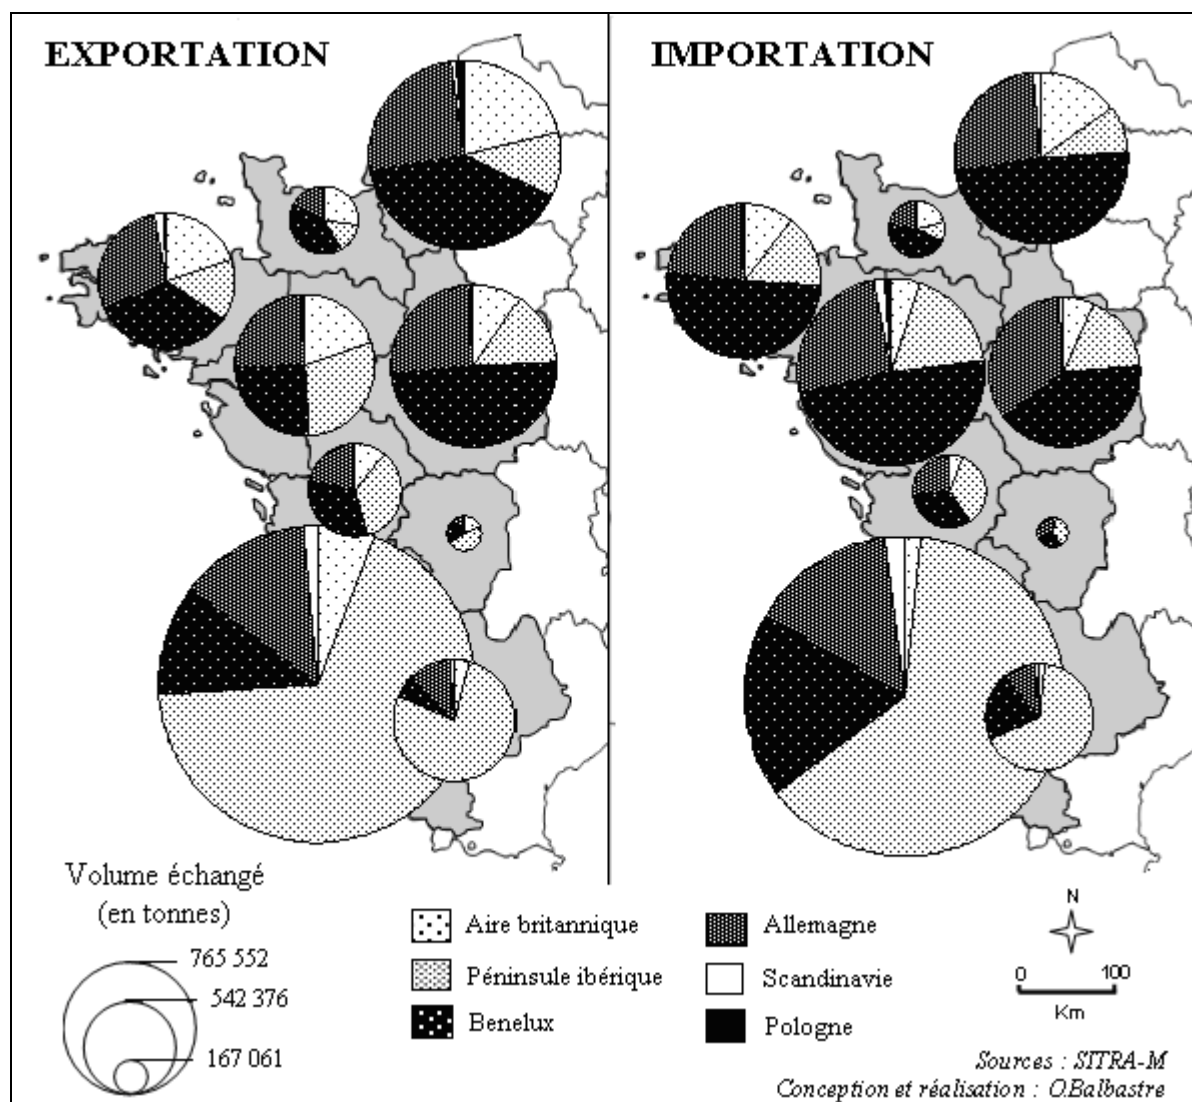 EXPORTATION
IMPORTATION
Volume échangé
(en tonnes)
765 552
542 376
167 061
Aire britannique
Péninsule ibérique
Benelux
Allemagne
Scandinavie
Pologne
N
0 100
Km
Sources : SITRA-M
Conception et réalisation : O.Balbastre